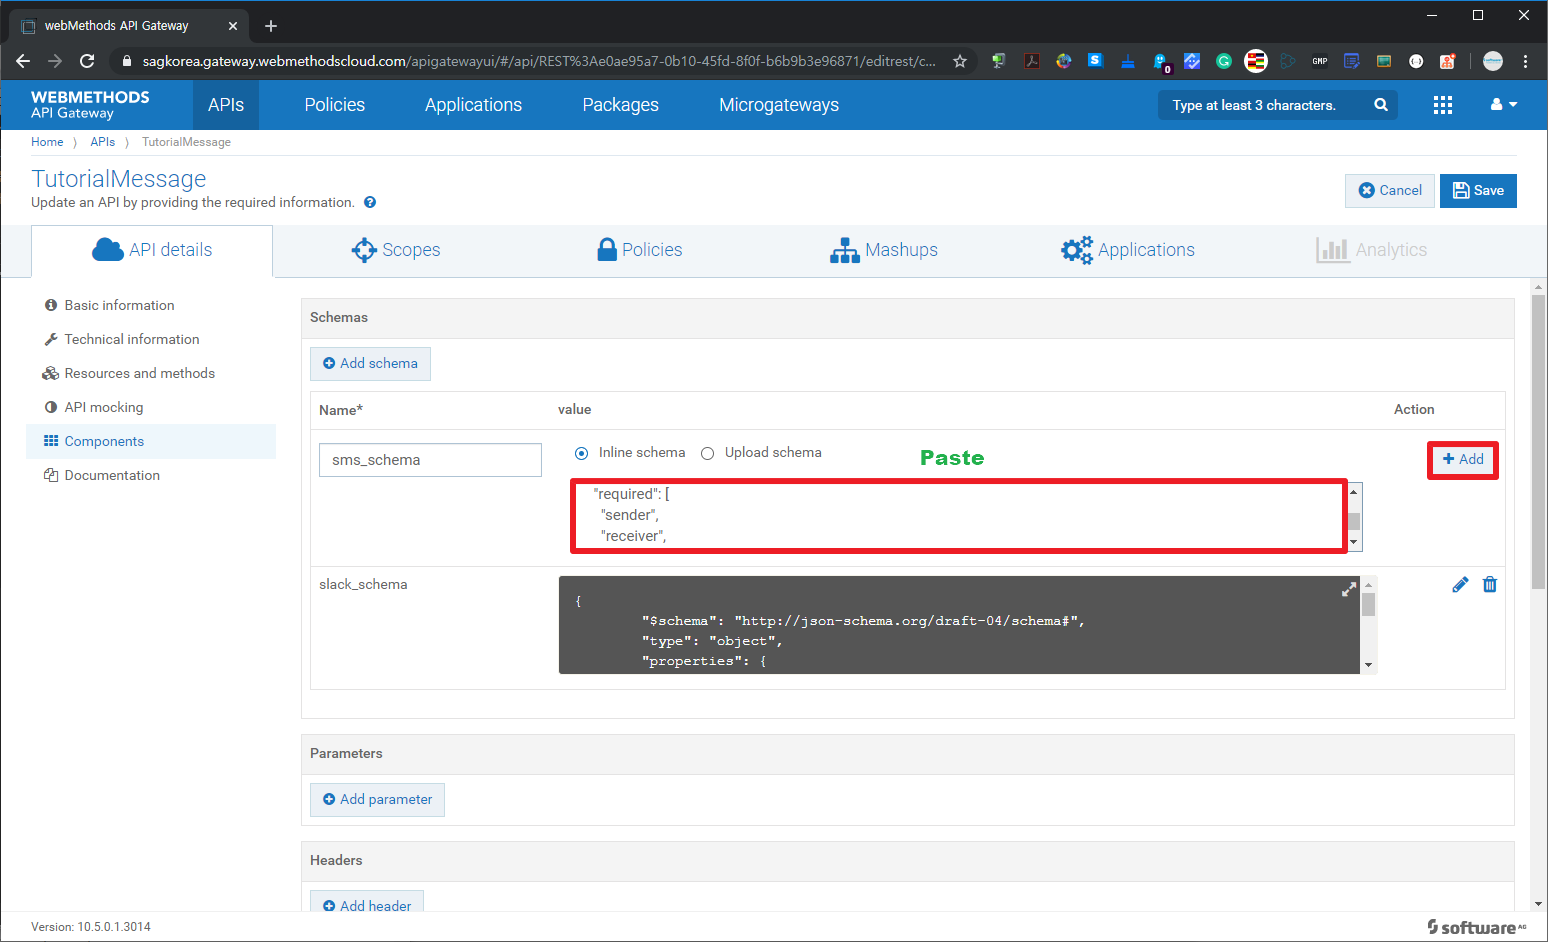 webMethods API Gateway
sagkorea.gateway.webmethodscloud.com/apigatewayui/#/api/REST%3Ae0ae95a7-0b10-45fd-8f0f-b6b9b3e96871/editrest/c...
S
0
G
GMP
WEBMETHODS
API Gateway
APIs
Policies
Applications
Packages
Microgateways
Type at least 3 characters.
Home
APIs
TutorialMessage
TutorialMessage
Update an API by providing the required information.
Cancel
Save
API details
Scopes
Policies
Mashups
Applications
Analytics
Basic information
Technical information
Resources and methods
API mocking
Components
Documentation
Schemas
Add schema
Name*
value
Action
sms_schema
Inline schema
Upload schema
Paste
Add
"required": [
"sender",
"receiver",
slack_schema
{
"$schema": "http://json-schema.org/draft-04/schema#",
"type": "object",
"properties": {
Parameters
Add parameter
Headers
Add header
Version: 10.5.0.1.3014
software AG